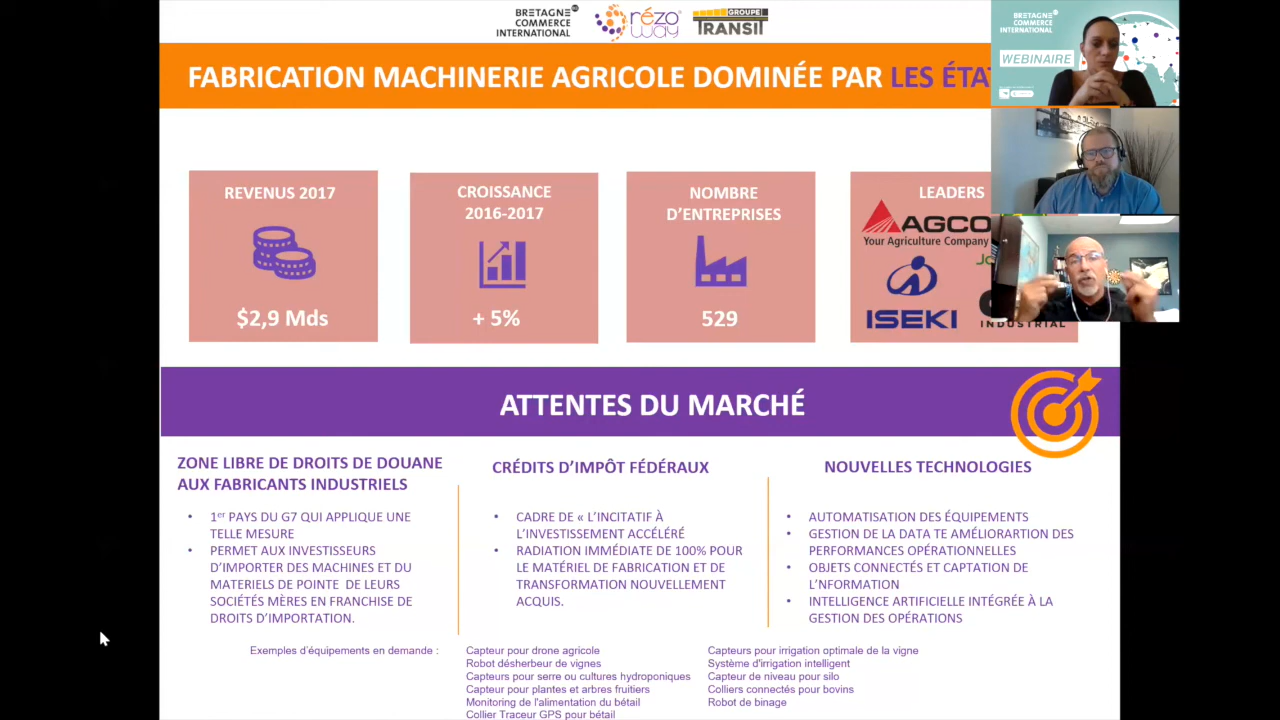 BRETAGNE
COMMERCE
INTERNATIONAL
rézo
way
GROUPE
TRANSIT
BRETAGNE
COMMERCE
INTERNATIONAL
WEBINAIRE
FABRICATION MACHINERIE AGRICOLE DOMINÉE PAR LES ÉTA
REVENUS 2017
$2,9 Mds
CROISSANCE
2016-2017
+ 5%
NOMBRE
D'ENTREPRISES
529
LEADERS
AGCO
Your Agriculture Company
ISEKI
INDUSTRIAL
ATTENTES DU MARCHÉ
ZONE LIBRE DE DROITS DE DOUANE
AUX FABRICANTS INDUSTRIELS
• 1er PAYS DU G7 QUI APPLIQUE UNE
TELLE MESURE
• PERMET AUX INVESTISSEURS
D'IMPORTER DES MACHINES ET DU
MATERIELS DE POINTE DE LEURS
SOCIÉTÉS MÈRES EN FRANCHISE DE
DROITS D'IMPORTATION.
CRÉDITS D'IMPÔT FÉDÉRAUX
• CADRE DE « L'INCITATIF À
L'INVESTISSEMENT ACCÉLÉRÉ
• RADIATION IMMÉDIATE DE 100% POUR
LE MATÉRIEL DE FABRICATION ET DE
TRANSFORMATION NOUVELLEMENT
ACQUIS.
NOUVELLES TECHNOLOGIES
• AUTOMATISATION DES ÉQUIPEMENTS
• GESTION DE LA DATA TE AMÉLIORARTION DES
PERFORMANCES OPÉRATIONNELLES
• OBJETS CONNECTÉS ET CAPTATION DE
L'NFORMATION
• INTELLIGENCE ARTIFICIELLE INTÉGRÉE À LA
GESTION DES OPÉRATIONS
Exemples d'équipements en demande :
Capteur pour drone agricole
Robot désherbeur de vignes
Capteurs pour serre ou cultures hydroponiques
Capteur pour plantes et arbres fruitiers
Monitoring de l'alimentation du bétail
Collier Traceur GPS pour bétail
Capteurs pour irrigation optimale de la vigne
Système d'irrigation intelligent
Capteur de niveau pour silo
Colliers connectés pour bovins
Robot de binage